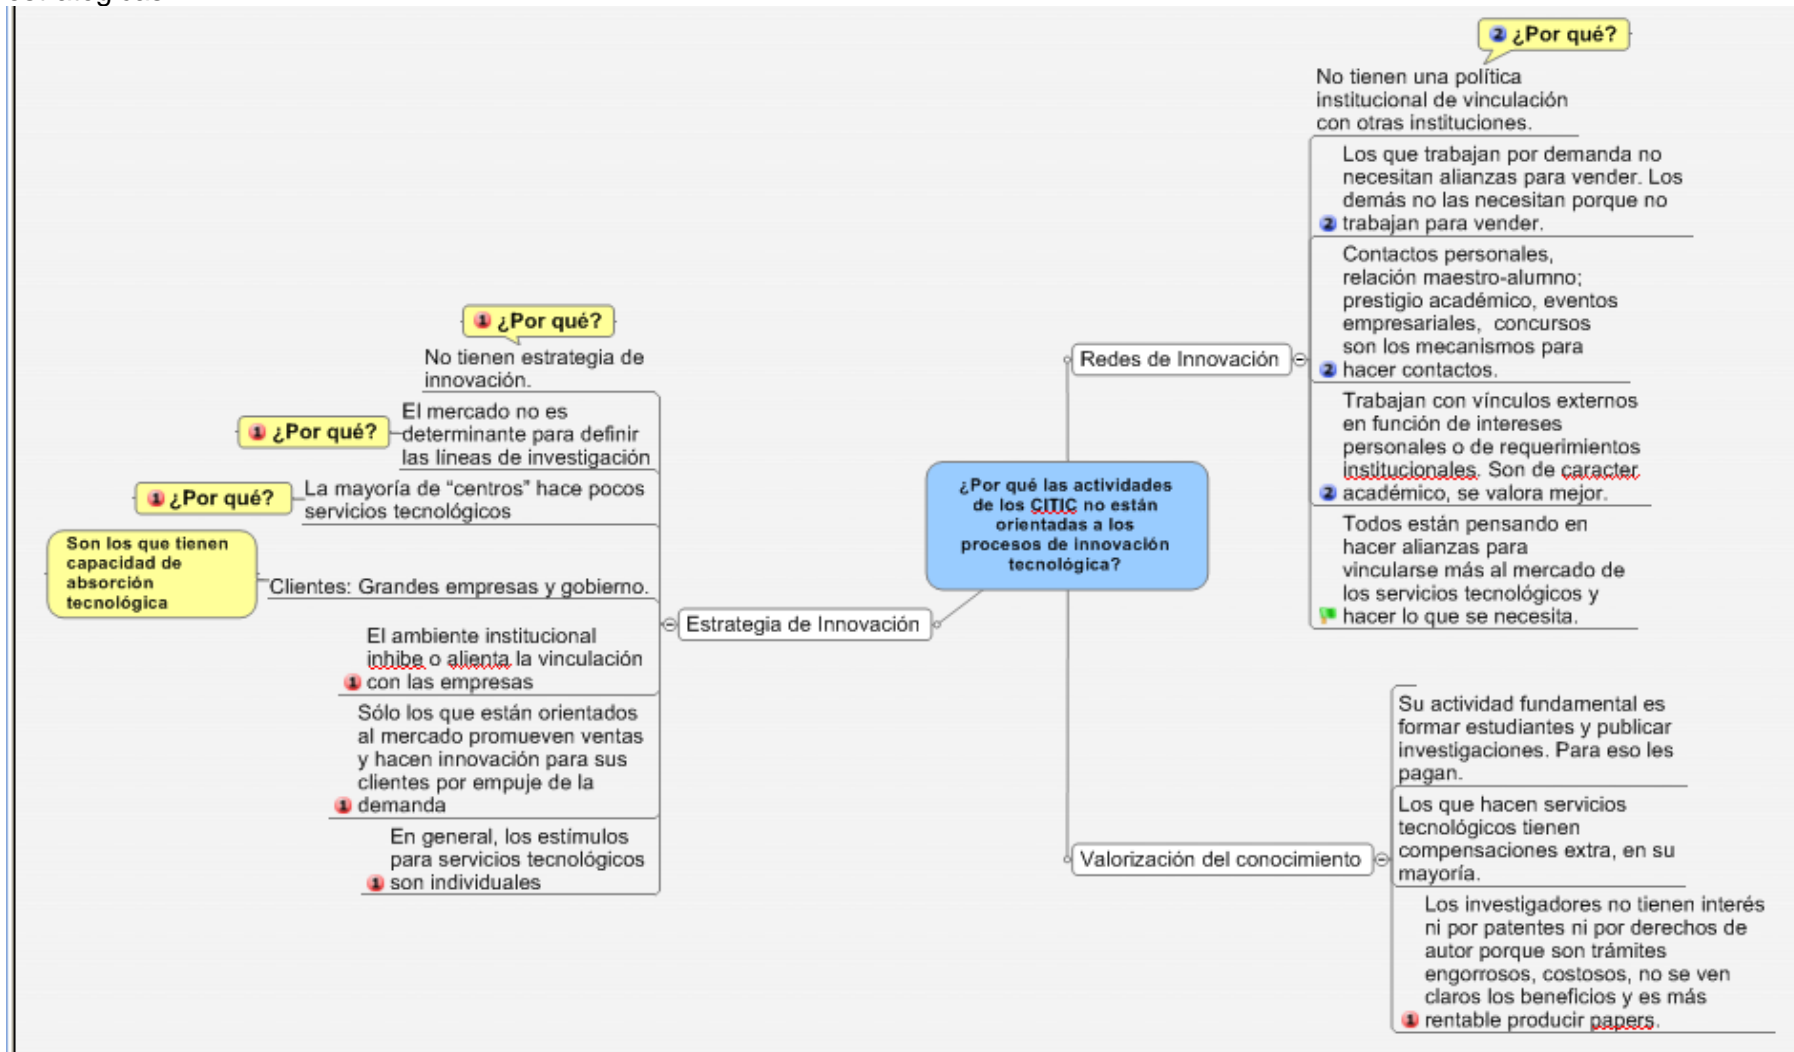 ¿Por qué?
No tienen una política
institucional de vinculación
con otras instituciones.
Los que trabajan por demanda no
necesitan alianzas para vender. Los
demás no las necesitan porque no
2 trabajan para vender.
Contactos personales,
relación maestro-alumno;
prestigio académico, eventos
empresariales, concursos
son los mecanismos para
2 hacer contactos.
Trabajan con vínculos externos
en función de intereses
personales o de requerimientos
institucionales. Son de caracter
2 académico, se valora mejor.
Todos están pensando en
hacer alianzas para
vincularse más al mercado de
los servicios tecnológicos y
hacer lo que se necesita.
Redes de Innovación
¿Por qué las actividades
de los CITIC no están
orientadas a los
procesos de innovación
tecnológica?
1 ¿Por qué?
No tienen estrategia de
innovación.
1 ¿Por qué?
El mercado no es
determinante para definir
las líneas de investigación
1 ¿Por qué?
La mayoría de “centros” hace pocos
servicios tecnológicos
Son los que tienen
capacidad de
absorción
tecnológica
Clientes: Grandes empresas y gobierno.
El ambiente institucional
inhibe o alienta la vinculación
1 con las empresas
Sólo los que están orientados
al mercado promueven ventas
y hacen innovación para sus
clientes por empuje de la
1 demanda
En general, los estímulos
para servicios tecnológicos
1 son individuales
Estrategia de Innovación
Valorización del conocimiento
Su actividad fundamental es
formar estudiantes y publicar
investigaciones. Para eso les
pagan.
Los que hacen servicios
tecnológicos tienen
compensaciones extra, en su
mayoría.
Los investigadores no tienen interés
ni por patentes ni por derechos de
autor porque son trámites
engorrosos, costosos, no se ven
claros los beneficios y es más
1 rentable producir papers.